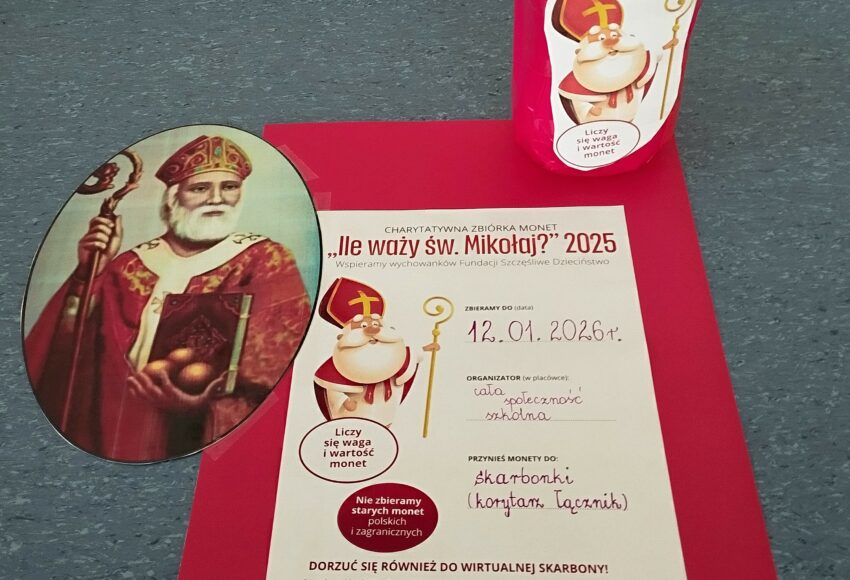 Liczy
się waga
i wartość
monet
CHARYTATYWNA ZBIÓRKA MONET
„Ile waży św. Mikołaj?” 2025
Wspieramy wychowanków Fundacji Szczęśliwe Dzieciństwo
ZBIERAMY DO (data)
12.01.2026r.
ORGANIZATOR (w placówce):
cała
społeczność
szkolna
Liczy
się waga
i wartość
monet
PRZYNIEŚ MONETY DO:
skarbonki
(korytarz łącznik)
Nie zbieramy
starych monet
polskich
i zagranicznych
DORZUĆ SIĘ RÓWNIEŻ DO WIRTUALNEJ SKARBONY!